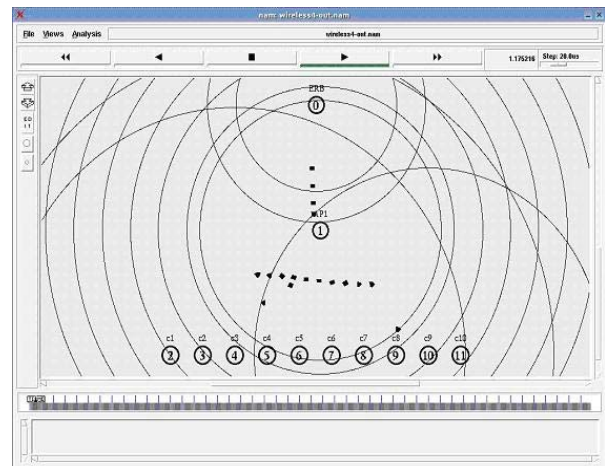 nam: wireless4-out.nam
File Views Analysis wireless4-out.nam
1.175216 Step: 20.0us
ERB
0
AP1
1
c1 c2 c3 c4 c5 c6 c7 c8 c9 c10
2 3 4 5 6 7 8 9 10 11